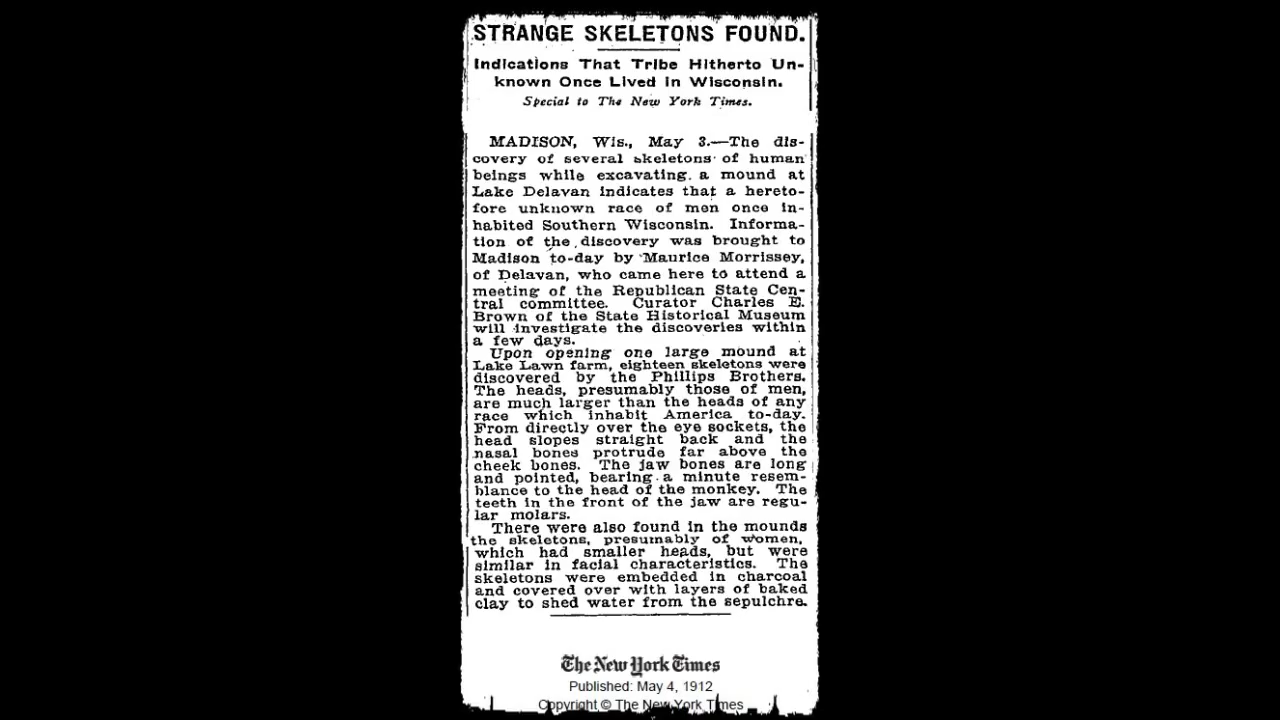 STRANGE SKELETONS FOUND.
Indications That Tribe Hitherto Un-
known Once Lived in Wisconsin.
Special to The New York Times.
MADISON, Wis., May 3.—The dis-
covery of several skeletons of human
beings while excavating a mound at
Lake Delavan indicates that a hereto-
fore unknown race of men once in-
habited Southern Wisconsin. Informa-
tion of the discovery was brought to
Madison to-day by Maurice Morrissey,
of Delavan, who came here to attend a
meeting of the Republican State Cen-
tral committee. Curator Charles E.
Brown of the State Historical Museum
will investigate the discoveries within
a few days.
Upon opening one large mound at
Lake Lawn farm, eighteen skeletons were
discovered by the Phillips Brothers.
The heads, presumably those of men,
are much larger than the heads of any
race which inhabit America to-day.
From directly over the eye sockets, the
head slopes straight back and the
nasal bones protrude far above the
cheek bones. The jaw bones are long
and pointed, bearing a minute resem-
blance to the head of the monkey. The
teeth in the front of the jaw are regu-
lar molars.
There were also found in the mounds
the skeletons, presumably of women,
which had smaller heads, but were
similar in facial characteristics. The
skeletons were embedded in charcoal
and covered over with layers of baked
clay to shed water from the sepulchre.
The New York Times
Published: May 4, 1912
Copyright © The New York Times